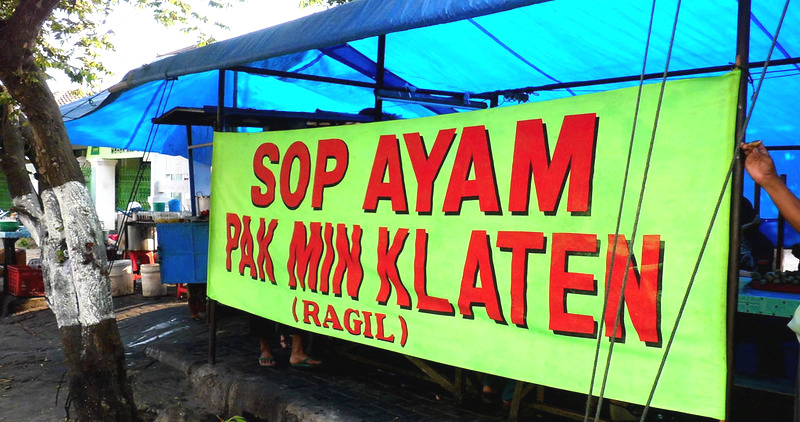 SOP AYAM
PAK MIN KLATEN
(RAGIL)